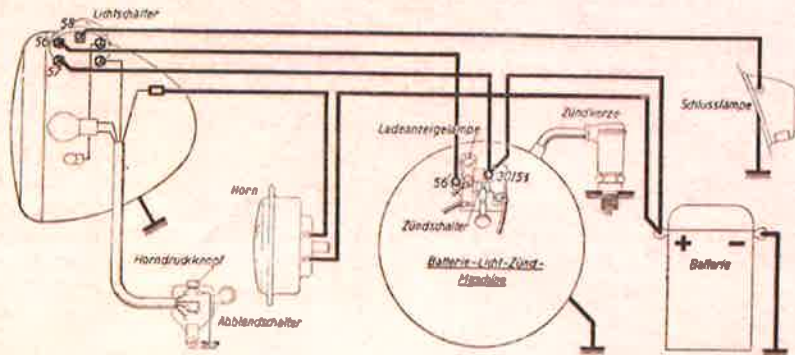 58
Lichtschalter
56
57
Ladeanzeigelampe
Zündkerze
Schlusslampe
Horn
56
30/51
Zündschalter
Horndruckknopf
Batterie-Licht-Zünd-
Maschine
+ -
Batterie
Abblendschalter